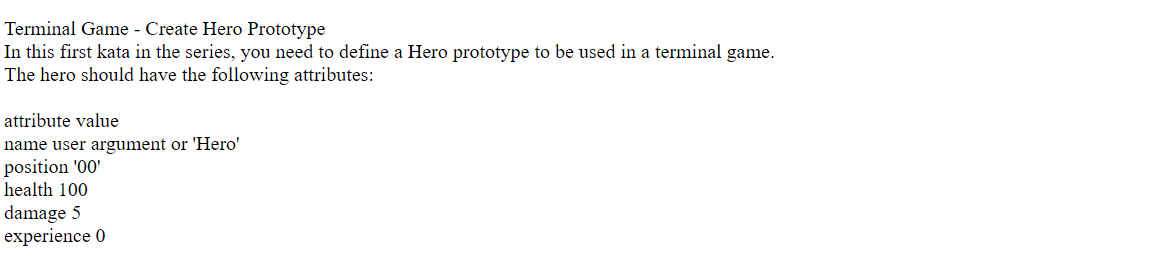 Terminal Game - Create Hero Prototype
In this first kata in the series, you need to define a Hero prototype to be used in a terminal game.
The hero should have the following attributes:
attribute value
name user argument or 'Hero'
position '00'
health 100
damage 5
experience 0